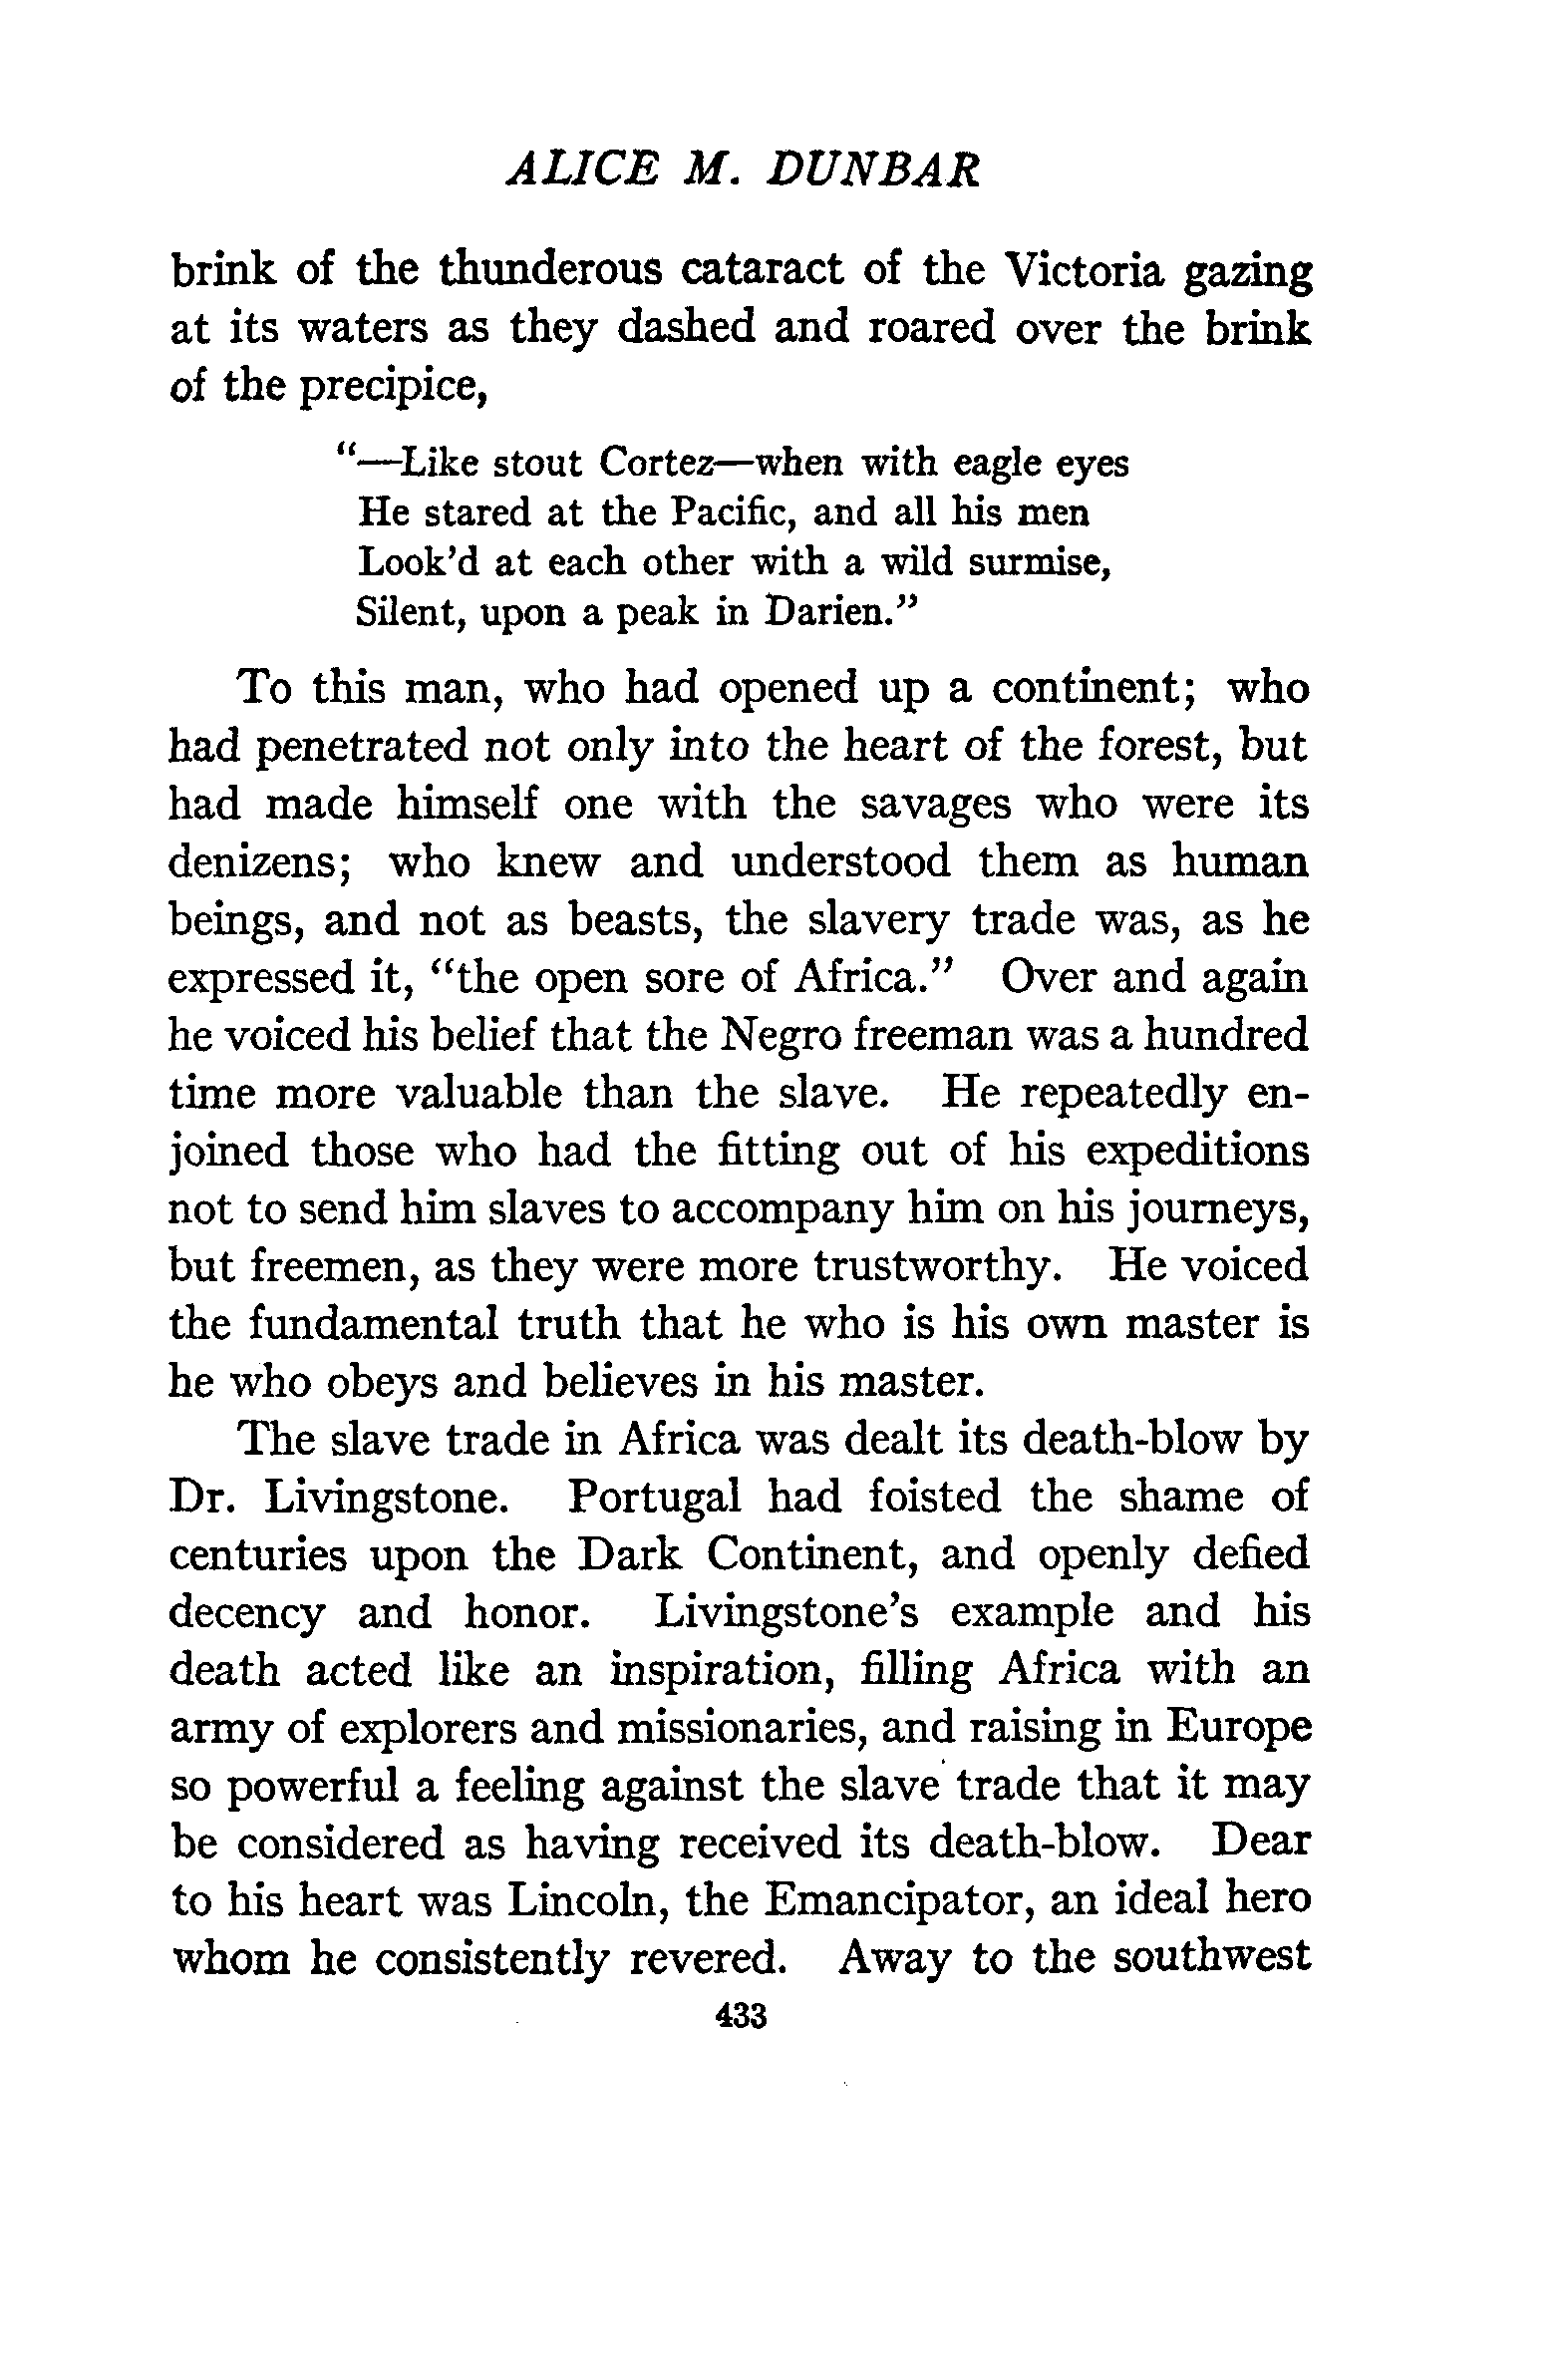 ALICE M. DUNBAR
brink of the thunderous cataract of the Victoria gazing
at its waters as they dashed and roared over the brink
of the precipice,
“—Like stout Cortez—when with eagle eyes
He stared at the Pacific, and all his men
Look’d at each other with a wild surmise,
Silent, upon a peak in Darien.”
To this man, who had opened up a continent; who
had penetrated not only into the heart of the forest, but
had made himself one with the savages who were its
denizens; who knew and understood them as human
beings, and not as beasts, the slavery trade was, as he
expressed it, “the open sore of Africa.” Over and again
he voiced his belief that the Negro freeman was a hundred
time more valuable than the slave. He repeatedly en-
joined those who had the fitting out of his expeditions
not to send him slaves to accompany him on his journeys,
but freemen, as they were more trustworthy. He voiced
the fundamental truth that he who is his own master is
he who obeys and believes in his master.
The slave trade in Africa was dealt its death-blow by
Dr. Livingstone. Portugal had foisted the shame of
centuries upon the Dark Continent, and openly defied
decency and honor. Livingstone’s example and his
death acted like an inspiration, filling Africa with an
army of explorers and missionaries, and raising in Europe
so powerful a feeling against the slave trade that it may
be considered as having received its death-blow. Dear
to his heart was Lincoln, the Emancipator, an ideal hero
whom he consistently revered. Away to the southwest
433